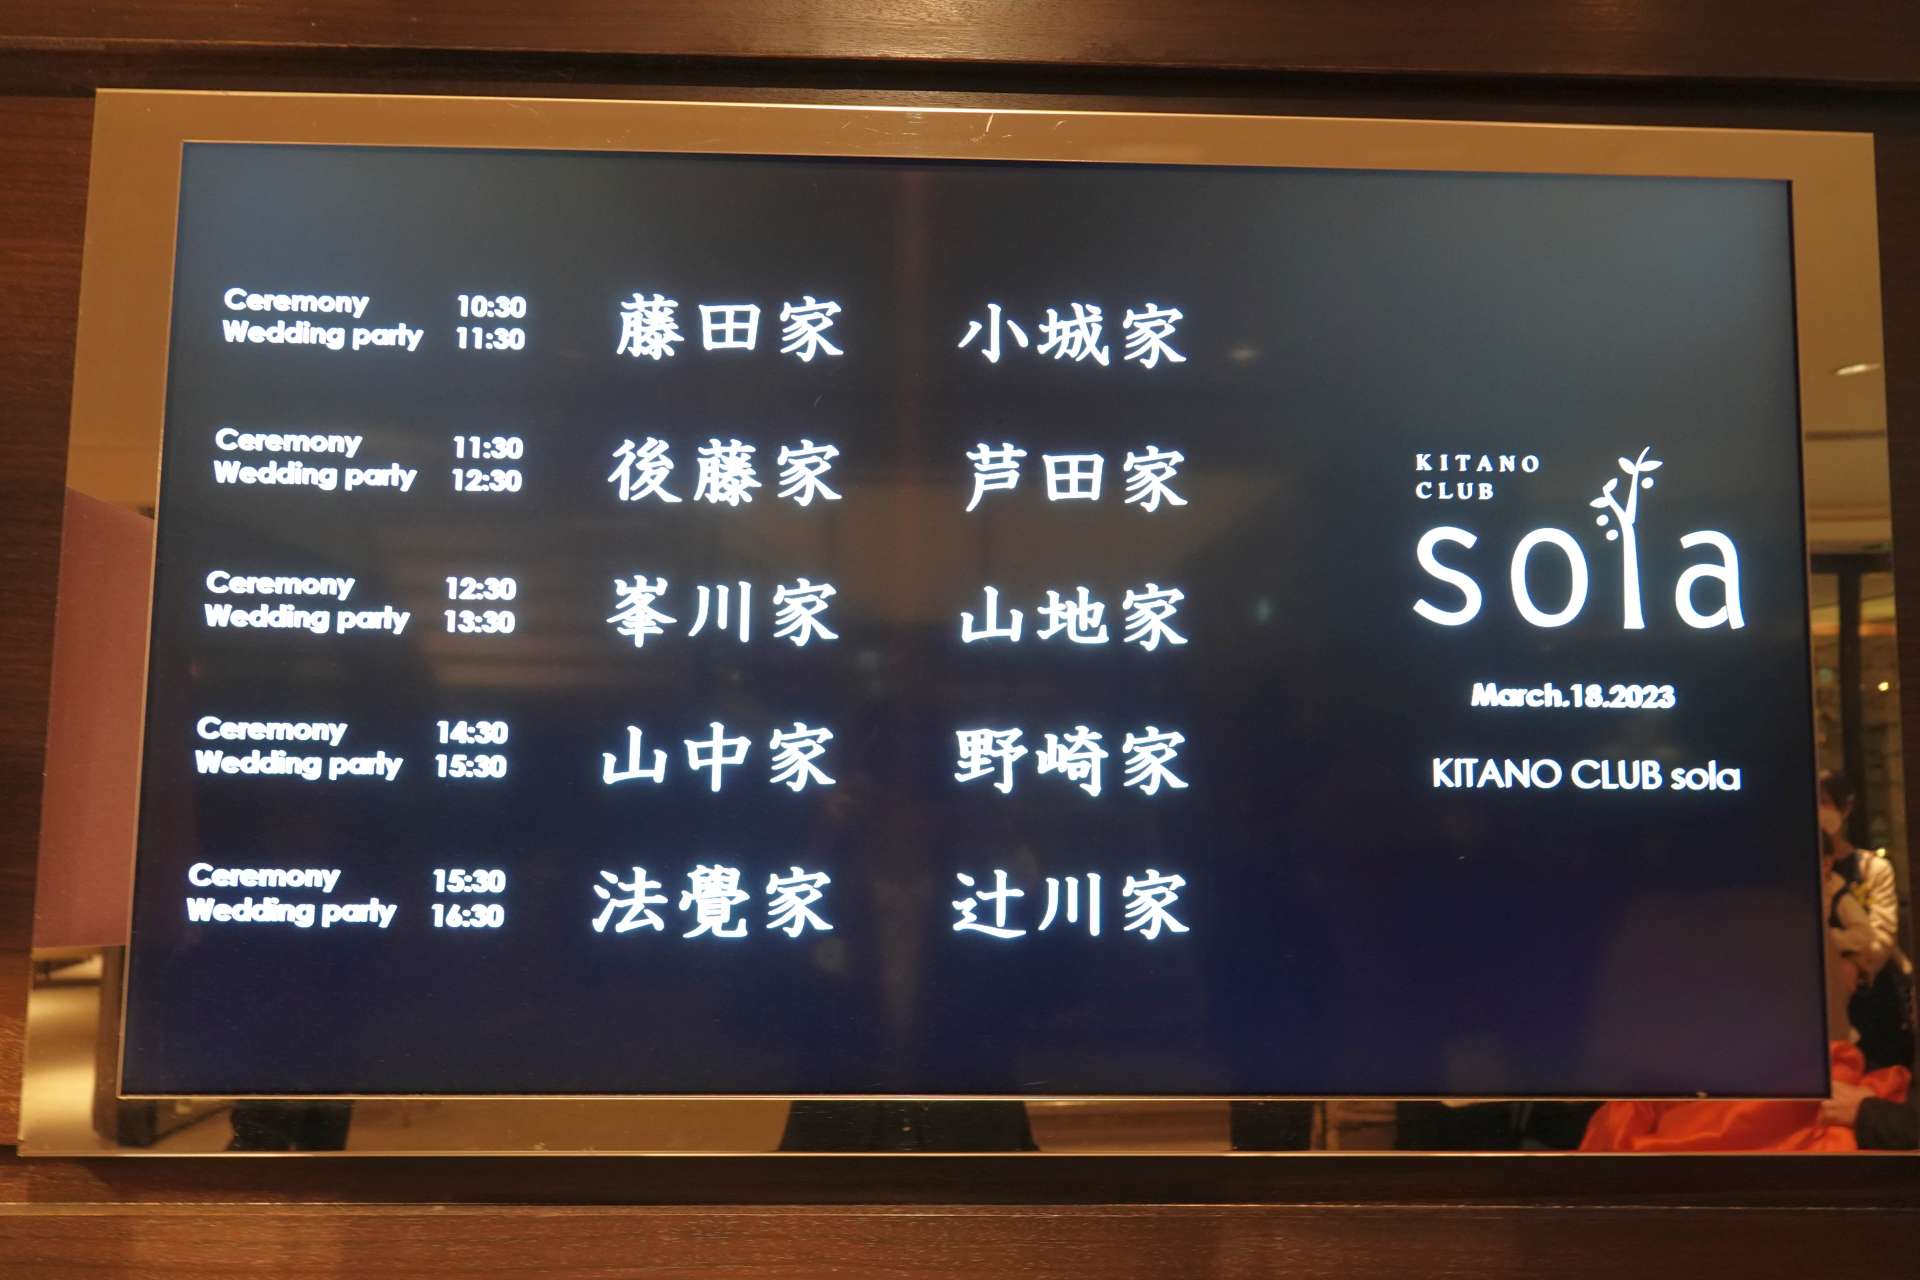 Ceremony 10:30 藤田家 小城家
Wedding party 11:30
Ceremony 11:30 後藤家 芦田家
Wedding party 12:30
Ceremony 12:30 峯川家 山地家
Wedding party 13:30
Ceremony 14:30 山中家 野崎家
Wedding party 15:30
Ceremony 15:30 法覺家 辻川家
Wedding party 16:30
KITANO
CLUB
sola
March.18.2023
KITANO CLUB sola